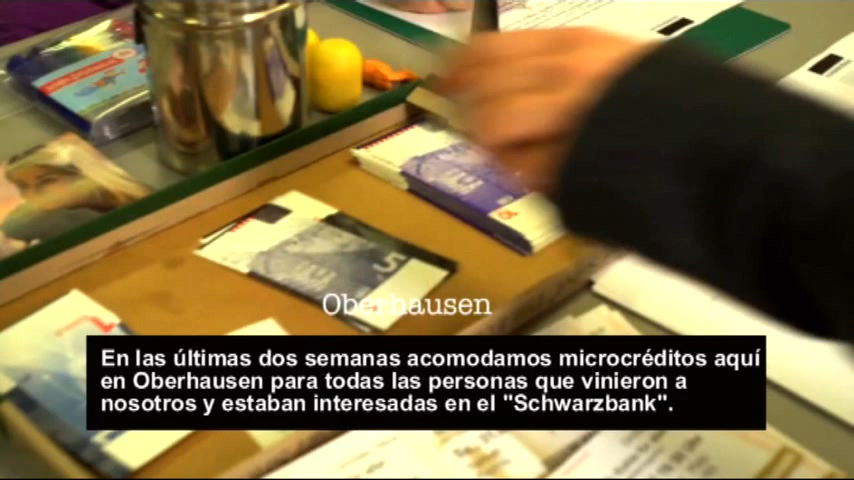 Oberhausen
En las últimas dos semanas acomodamos microcréditos aquí
en Oberhausen para todas las personas que vinieron a
nosotros y estaban interesadas en el "Schwarzbank".